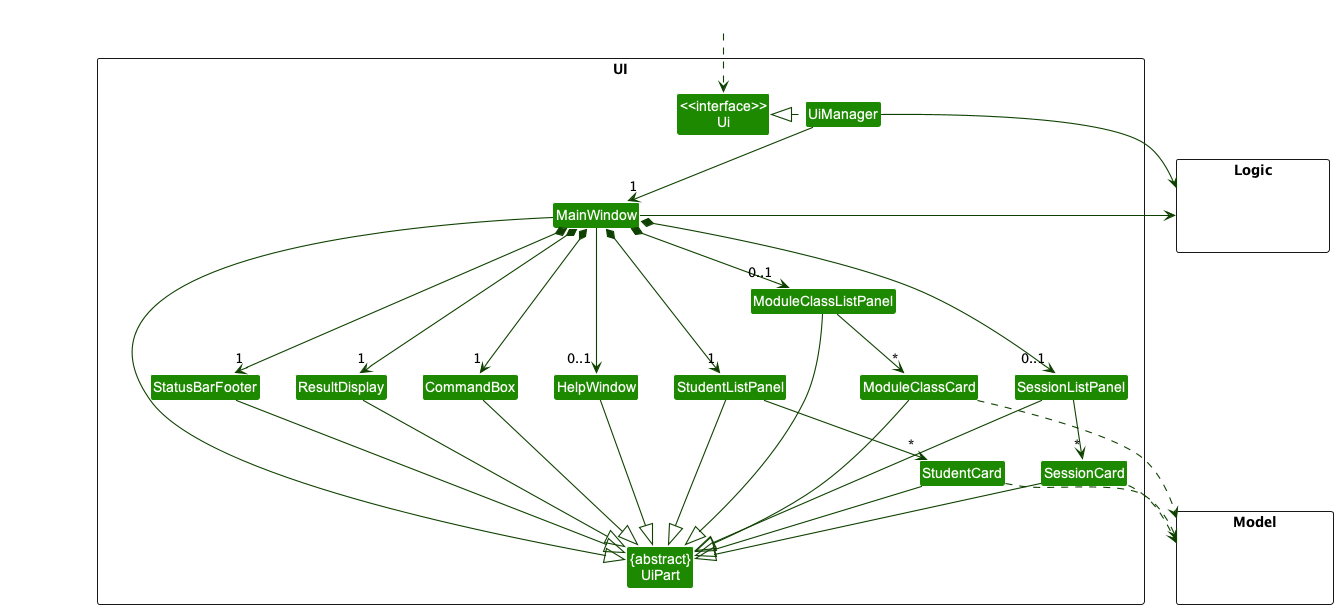 UI
<<interface>>
Ui
UiManager
Logic
1
MainWindow
0..1
ModuleClassListPanel
1
1
1
0..1
1
*
0..1
StatusBarFooter
ResultDisplay
CommandBox
HelpWindow
StudentListPanel
ModuleClassCard
SessionListPanel
*
*
StudentCard
SessionCard
Model
{abstract}
UiPart